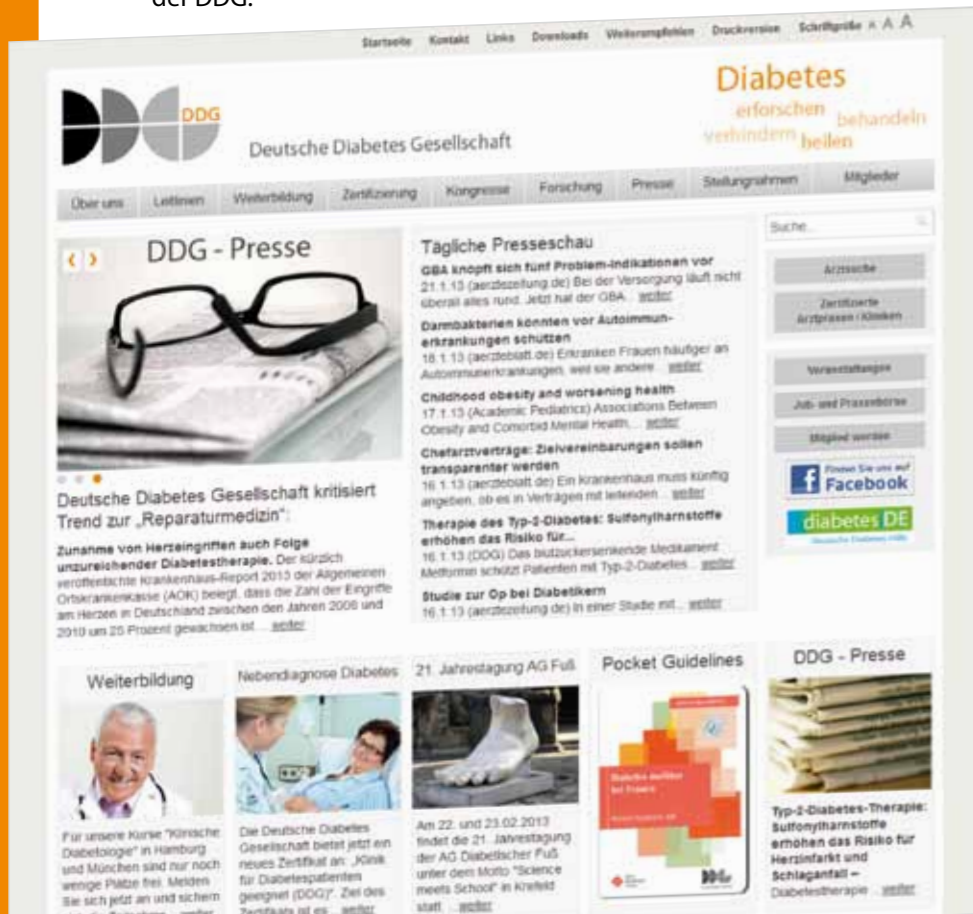 der DDG.
Startseite Kontakt Links Downloads Weiterempfehlen Druckversion Schriftgröße A A A
DDG
Deutsche Diabetes Gesellschaft
Diabetes
erforschen
behandeln
verhindern
heilen
Über uns Leitlinien Weiterbildung Zertifizierung Kongresse Forschung Presse Stellungnahmen Mitglieder
DDG - Presse
Deutsche Diabetes Gesellschaft kritisiert
Trend zur „Reparaturmedizin":
Zunahme von Herzeingriffen auch Folge
unzureichender Diabetestherapie. Der kürzlich
veröffentlichte Krankenhaus-Report 2013 der Allgemeinen
Ortskrankenkasse (AOK) belegt, dass die Zahl der Eingriffe
am Herzen in Deutschland zwischen den Jahren 2006 und
2010 um 25 Prozent gewachsen ist ... weiter
Tägliche Presseschau
GBA knöpft sich fünf Problem-Indikationen vor
21.1.13 (aerztezeitung.de) Bei der Versorgung läuft nicht
überall alles rund. Jetzt hat der GBA... weiter
Darmbakterien könnten vor Autoimmun-
erkrankungen schützen
18.1.13 (aerzteblatt.de) Erkranken Frauen häufiger an
Autoimmunerkrankungen, weil sie andere... weiter
Childhood obesity and worsening health
17.1.13 (Academic Pediatrics) Associations Between
Obesity and Comorbid Mental Health,... weiter
Chefarztverträge: Zielvereinbarungen sollen
transparenter werden
16.1.13 (aerzteblatt.de) Ein Krankenhaus muss künftig
angeben, ob es in Verträgen mit leitenden... weiter
Therapie des Typ-2-Diabetes: Sulfonylharnstoffe
erhöhen das Risiko für...
16.1.13 (DDG) Das blutzuckersenkende Medikament
Metformin schützt Patienten mit Typ-2-Diabetes... weiter
Studie zur Op bei Diabetikern
16.1.13 (aerztezeitung.de) In einer Studie mit... weiter
Suche...
Arztsuche
Zertifizierte
Arztpraxen / Kliniken
Veranstaltungen
Job- und Praxenbörse
Mitglied werden
Finden Sie uns auf
Facebook
diabetes DE
Deutsche Diabetes-Hilfe
Weiterbildung
Für unsere Kurse "Klinische
Diabetologie" in Hamburg
und München sind nur noch
wenige Plätze frei. Melden
Sie sich jetzt an und sichern
weiter
Nebendiagnose Diabetes
Die Deutsche Diabetes
Gesellschaft bietet jetzt ein
neues Zertifikat an: „Klinik
für Diabetespatienten
geeignet (DDG)". Ziel des
Zertifikats ist es... weiter
21. Jahrestagung AG Fuß
Am 22. und 23.02.2013
findet die 21. Jahrestagung
der AG Diabetischer Fuß
unter dem Motto "Science
meets School" in Krefeld
statt ... weiter
Pocket Guidelines
DDG - Presse
Typ-2-Diabetes-Therapie:
Sulfonylharnstoffe
erhöhen das Risiko für
Herzinfarkt und
Schlaganfall –
Diabetestherapie ... weiter